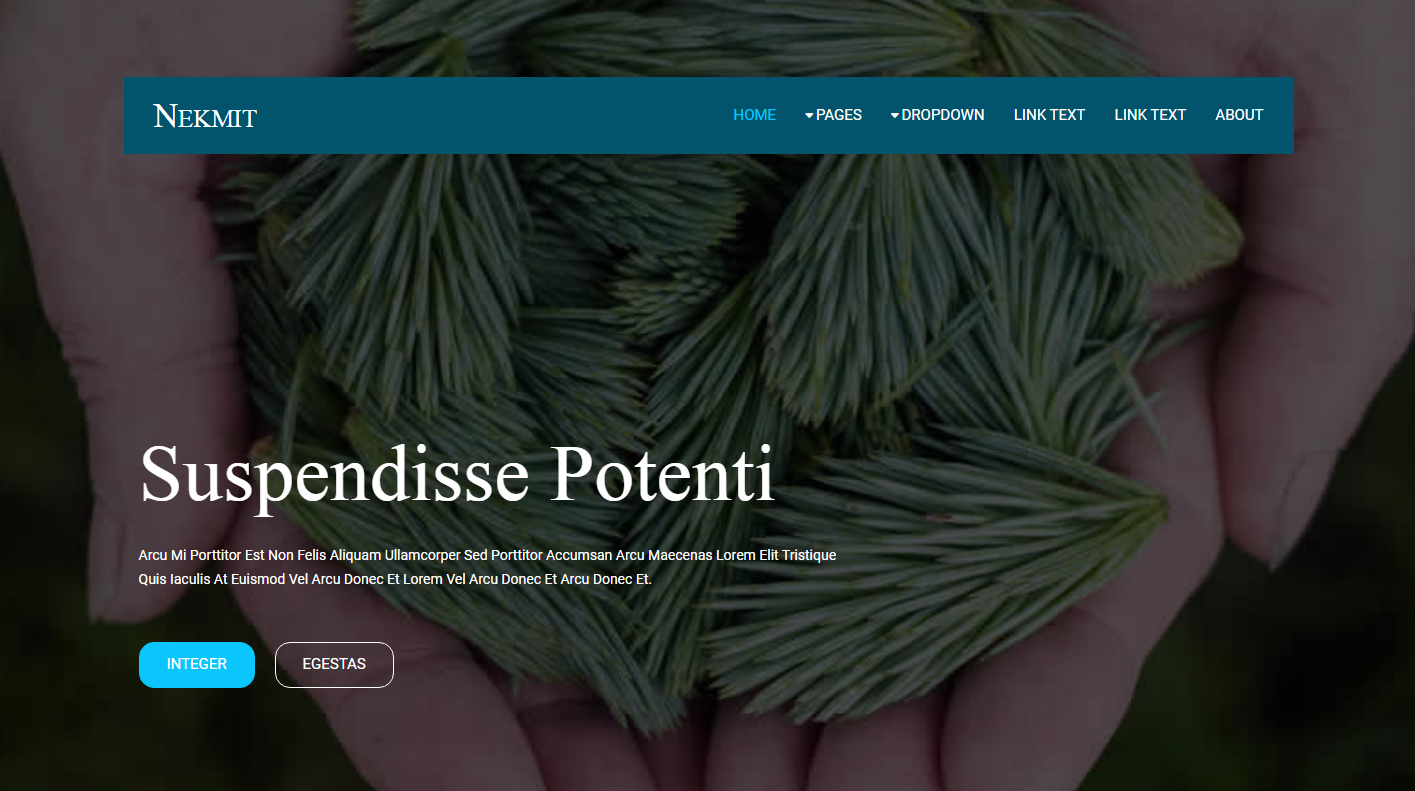 Nekmit
HOME PAGES DROPDOWN LINK TEXT LINK TEXT ABOUT
Suspendisse Potenti
Arcu Mi Porttitor Est Non Felis Aliquam Ullamcorper Sed Porttitor Accumsan Arcu Maecenas Lorem Elit Tristique
Quis Iaculis At Euismod Vel Arcu Donec Et Lorem Vel Arcu Donec Et Arcu Donec Et.
INTEGER EGESTAS